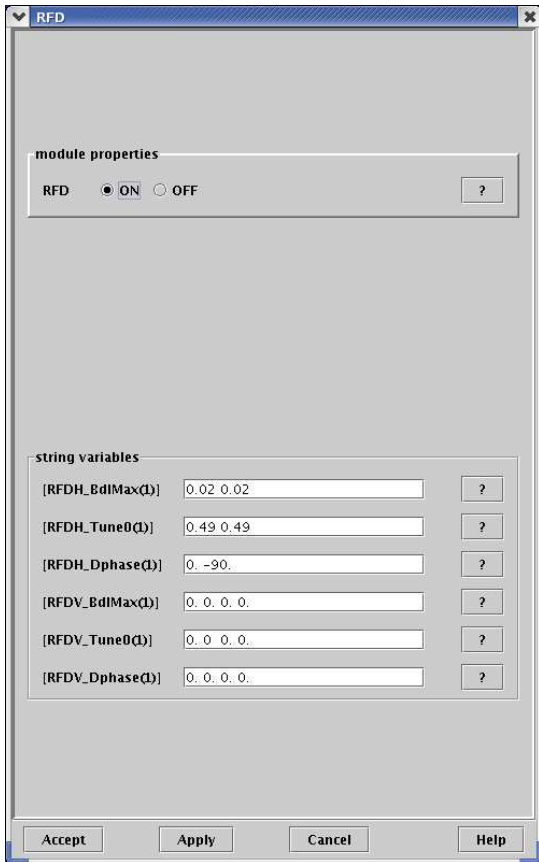 RFD
module properties
RFD ON OFF ?
string variables
[RFDH_BdlMax(1)] 0.02 0.02 ?
[RFDH_Tune0(1)] 0.49 0.49 ?
[RFDH_Dphase(1)] 0. -90. ?
[RFDV_BdlMax(1)] 0. 0. 0. 0. ?
[RFDV_Tune0(1)] 0. 0 0. 0. ?
[RFDV_Dphase(1)] 0. 0. 0. 0. ?
Accept Apply Cancel Help